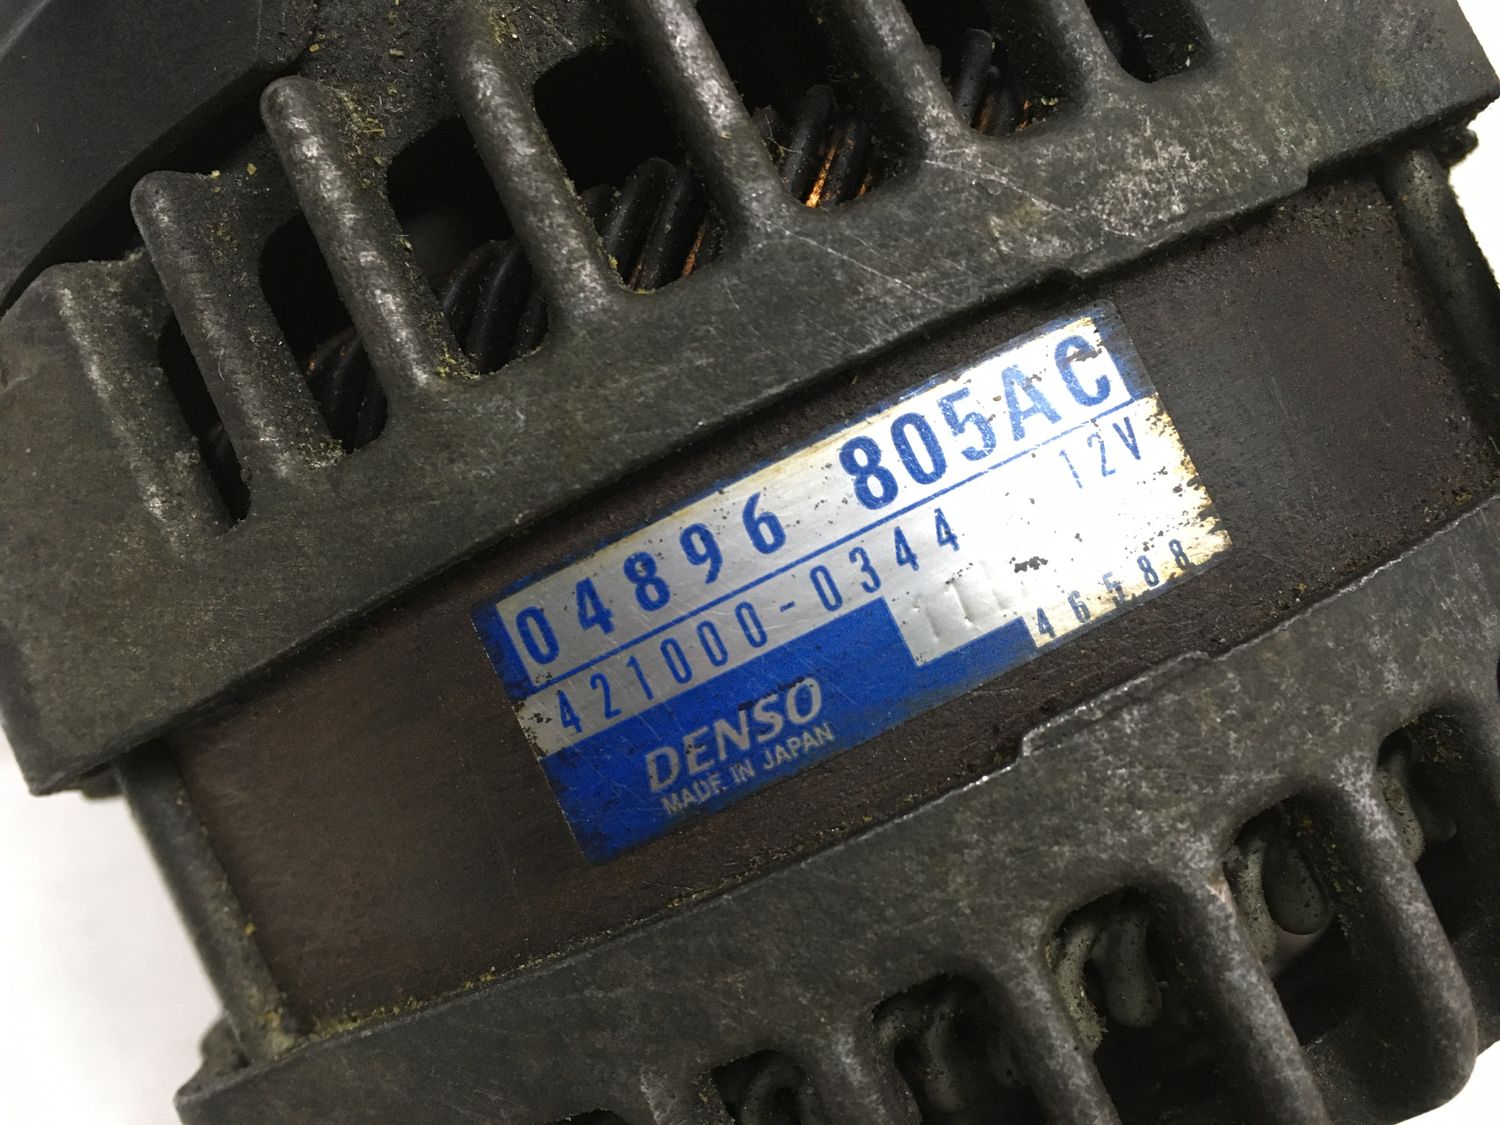 04896 805AC
421000-0344 12V
46588
DENSO
MADE IN JAPAN